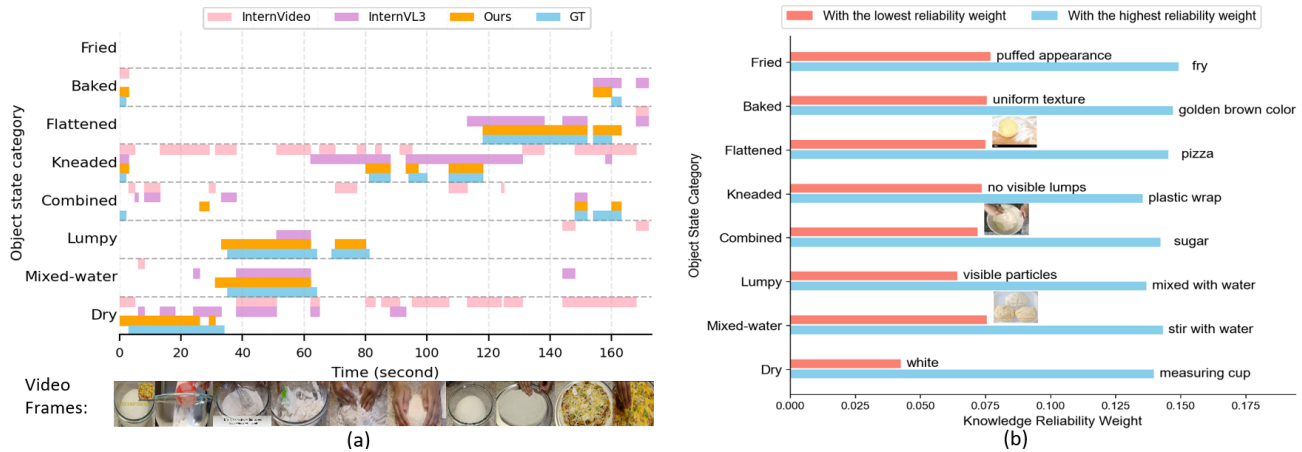 InternVideo InternVL3 Ours GT
Object state category
Fried
Baked
Flattened
Kneaded
Combined
Lumpy
Mixed-water
Dry
0 20 40 60 80 100 120 140 160
Time (second)
Video
Frames:
(a)
With the lowest reliability weight With the highest reliability weight
Object State Category
Fried puffed appearance
fry
Baked uniform texture
golden brown color
Flattened
pizza
Kneaded no visible lumps
plastic wrap
Combined
sugar
Lumpy visible particles
mixed with water
Mixed-water
stir with water
Dry white
measuring cup
0.000 0.025 0.050 0.075 0.100 0.125 0.150 0.175
Knowledge Reliability Weight
(b)